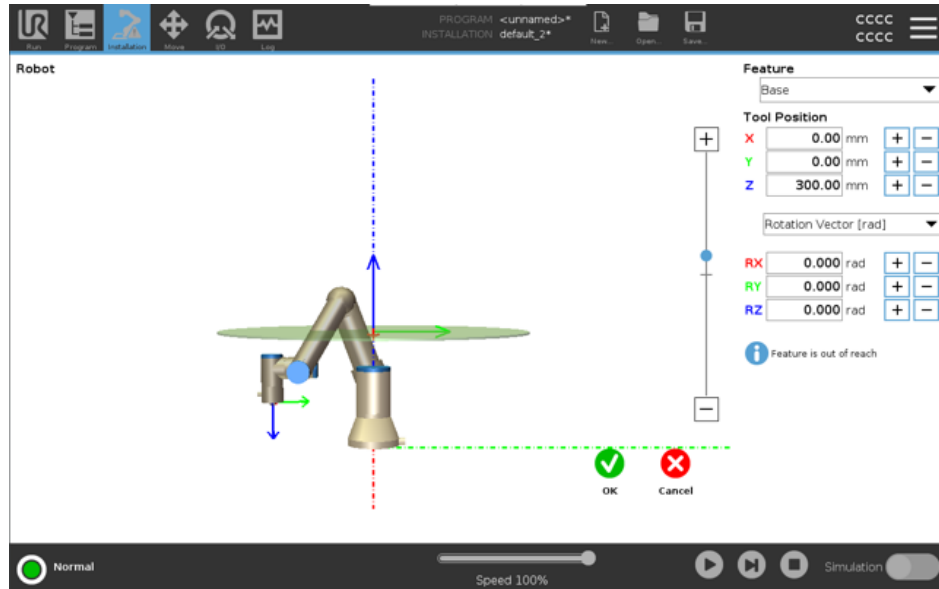 PROGRAM <unnamed>*
INSTALLATION default_2*
New... Open... Save...
CCCC
CCCC
Run Program Installation Move I/O Log
Robot
Feature
Base
Tool Position
X 0.00 mm + −
Y 0.00 mm + −
Z 300.00 mm + −
Rotation Vector [rad]
RX 0.000 rad + −
RY 0.000 rad + −
RZ 0.000 rad + −
i Feature is out of reach
+
−
OK Cancel
Normal
Speed 100%
Simulation